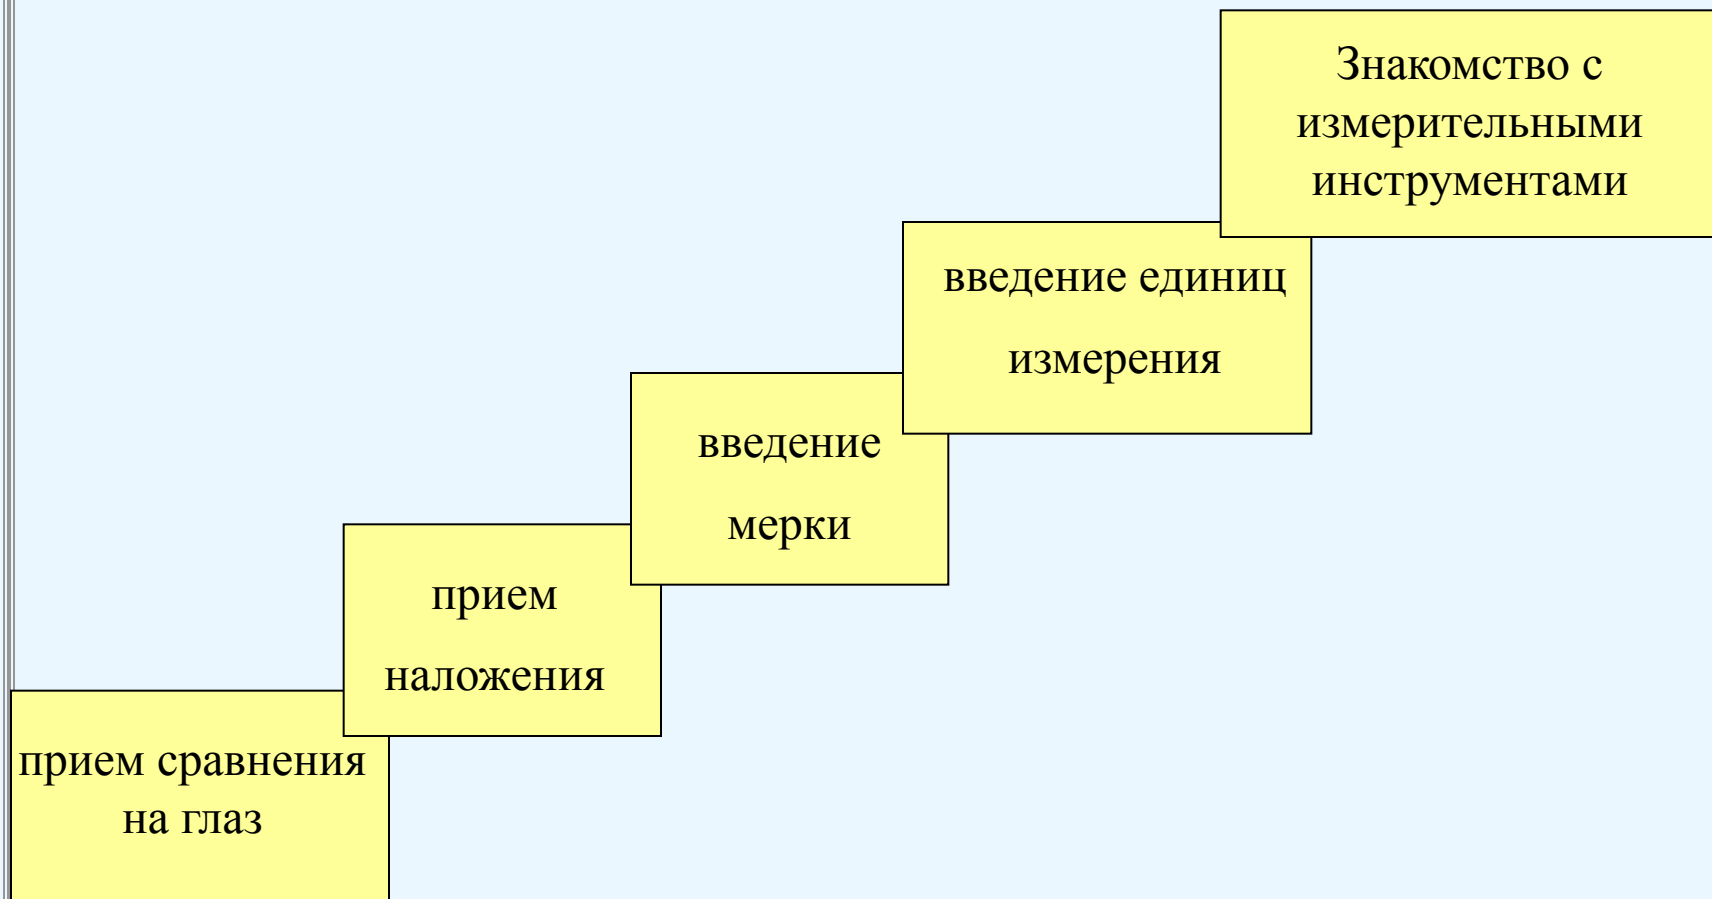 Знакомство с
измерительными
инструментами
введение единиц
измерения
введение
мерки
прием
наложения
прием сравнения
на глаз